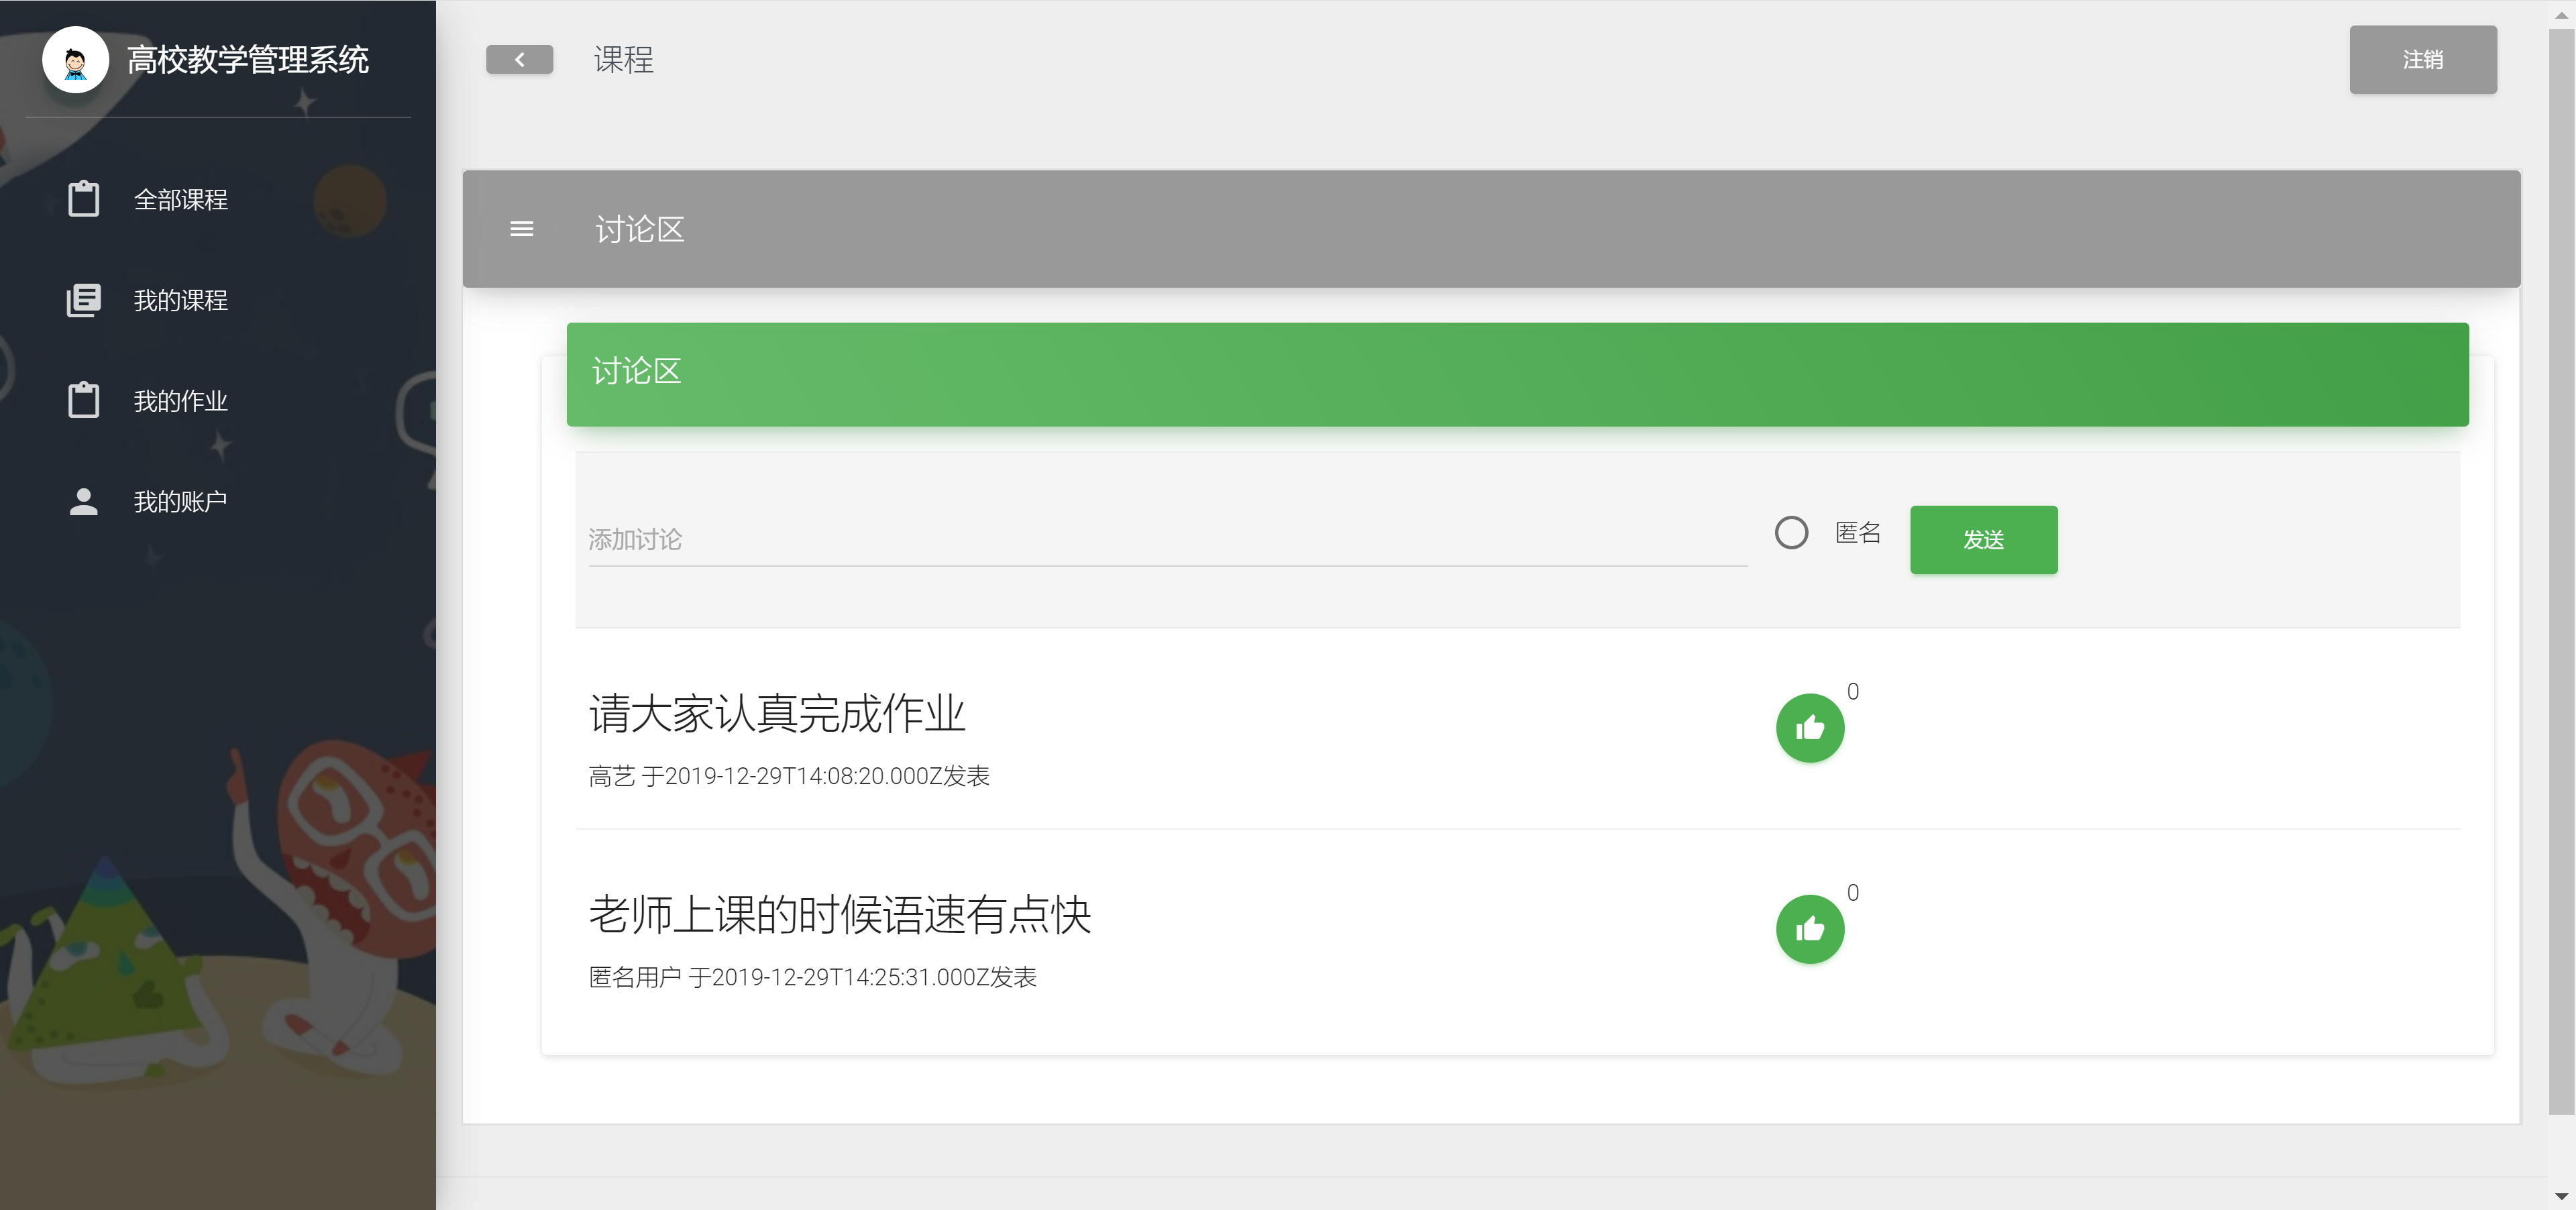 高校教学管理系统
全部课程
我的课程
我的作业
我的账户
课程
注销
讨论区
讨论区
添加讨论
匿名
发送
请大家认真完成作业
0
高艺 于2019-12-29T14:08:20.000Z发表
老师上课的时候语速有点快
0
匿名用户 于2019-12-29T14:25:31.000Z发表